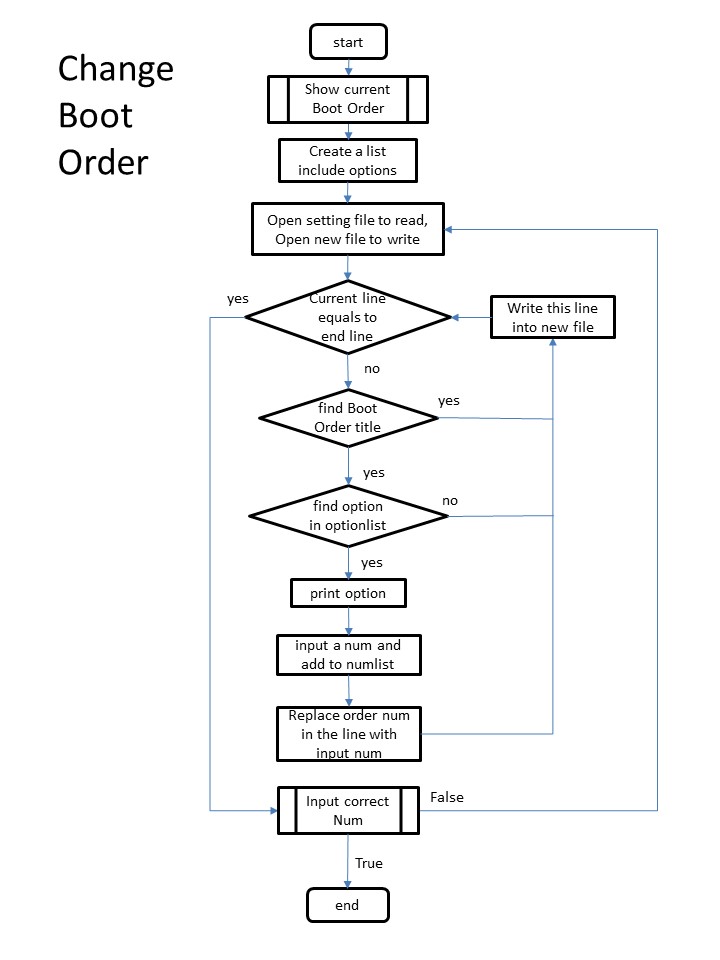 Change
Boot
Order
start
Show current
Boot Order
Create a list
include options
Open setting file to read,
Open new file to write
yes
Current line
equals to
end line
Write this line
into new file
no
find Boot
Order title
yes
yes
find option
in optionlist
no
yes
print option
input a num and
add to numlist
Replace order num
in the line with
input num
Input correct
Num
False
True
end